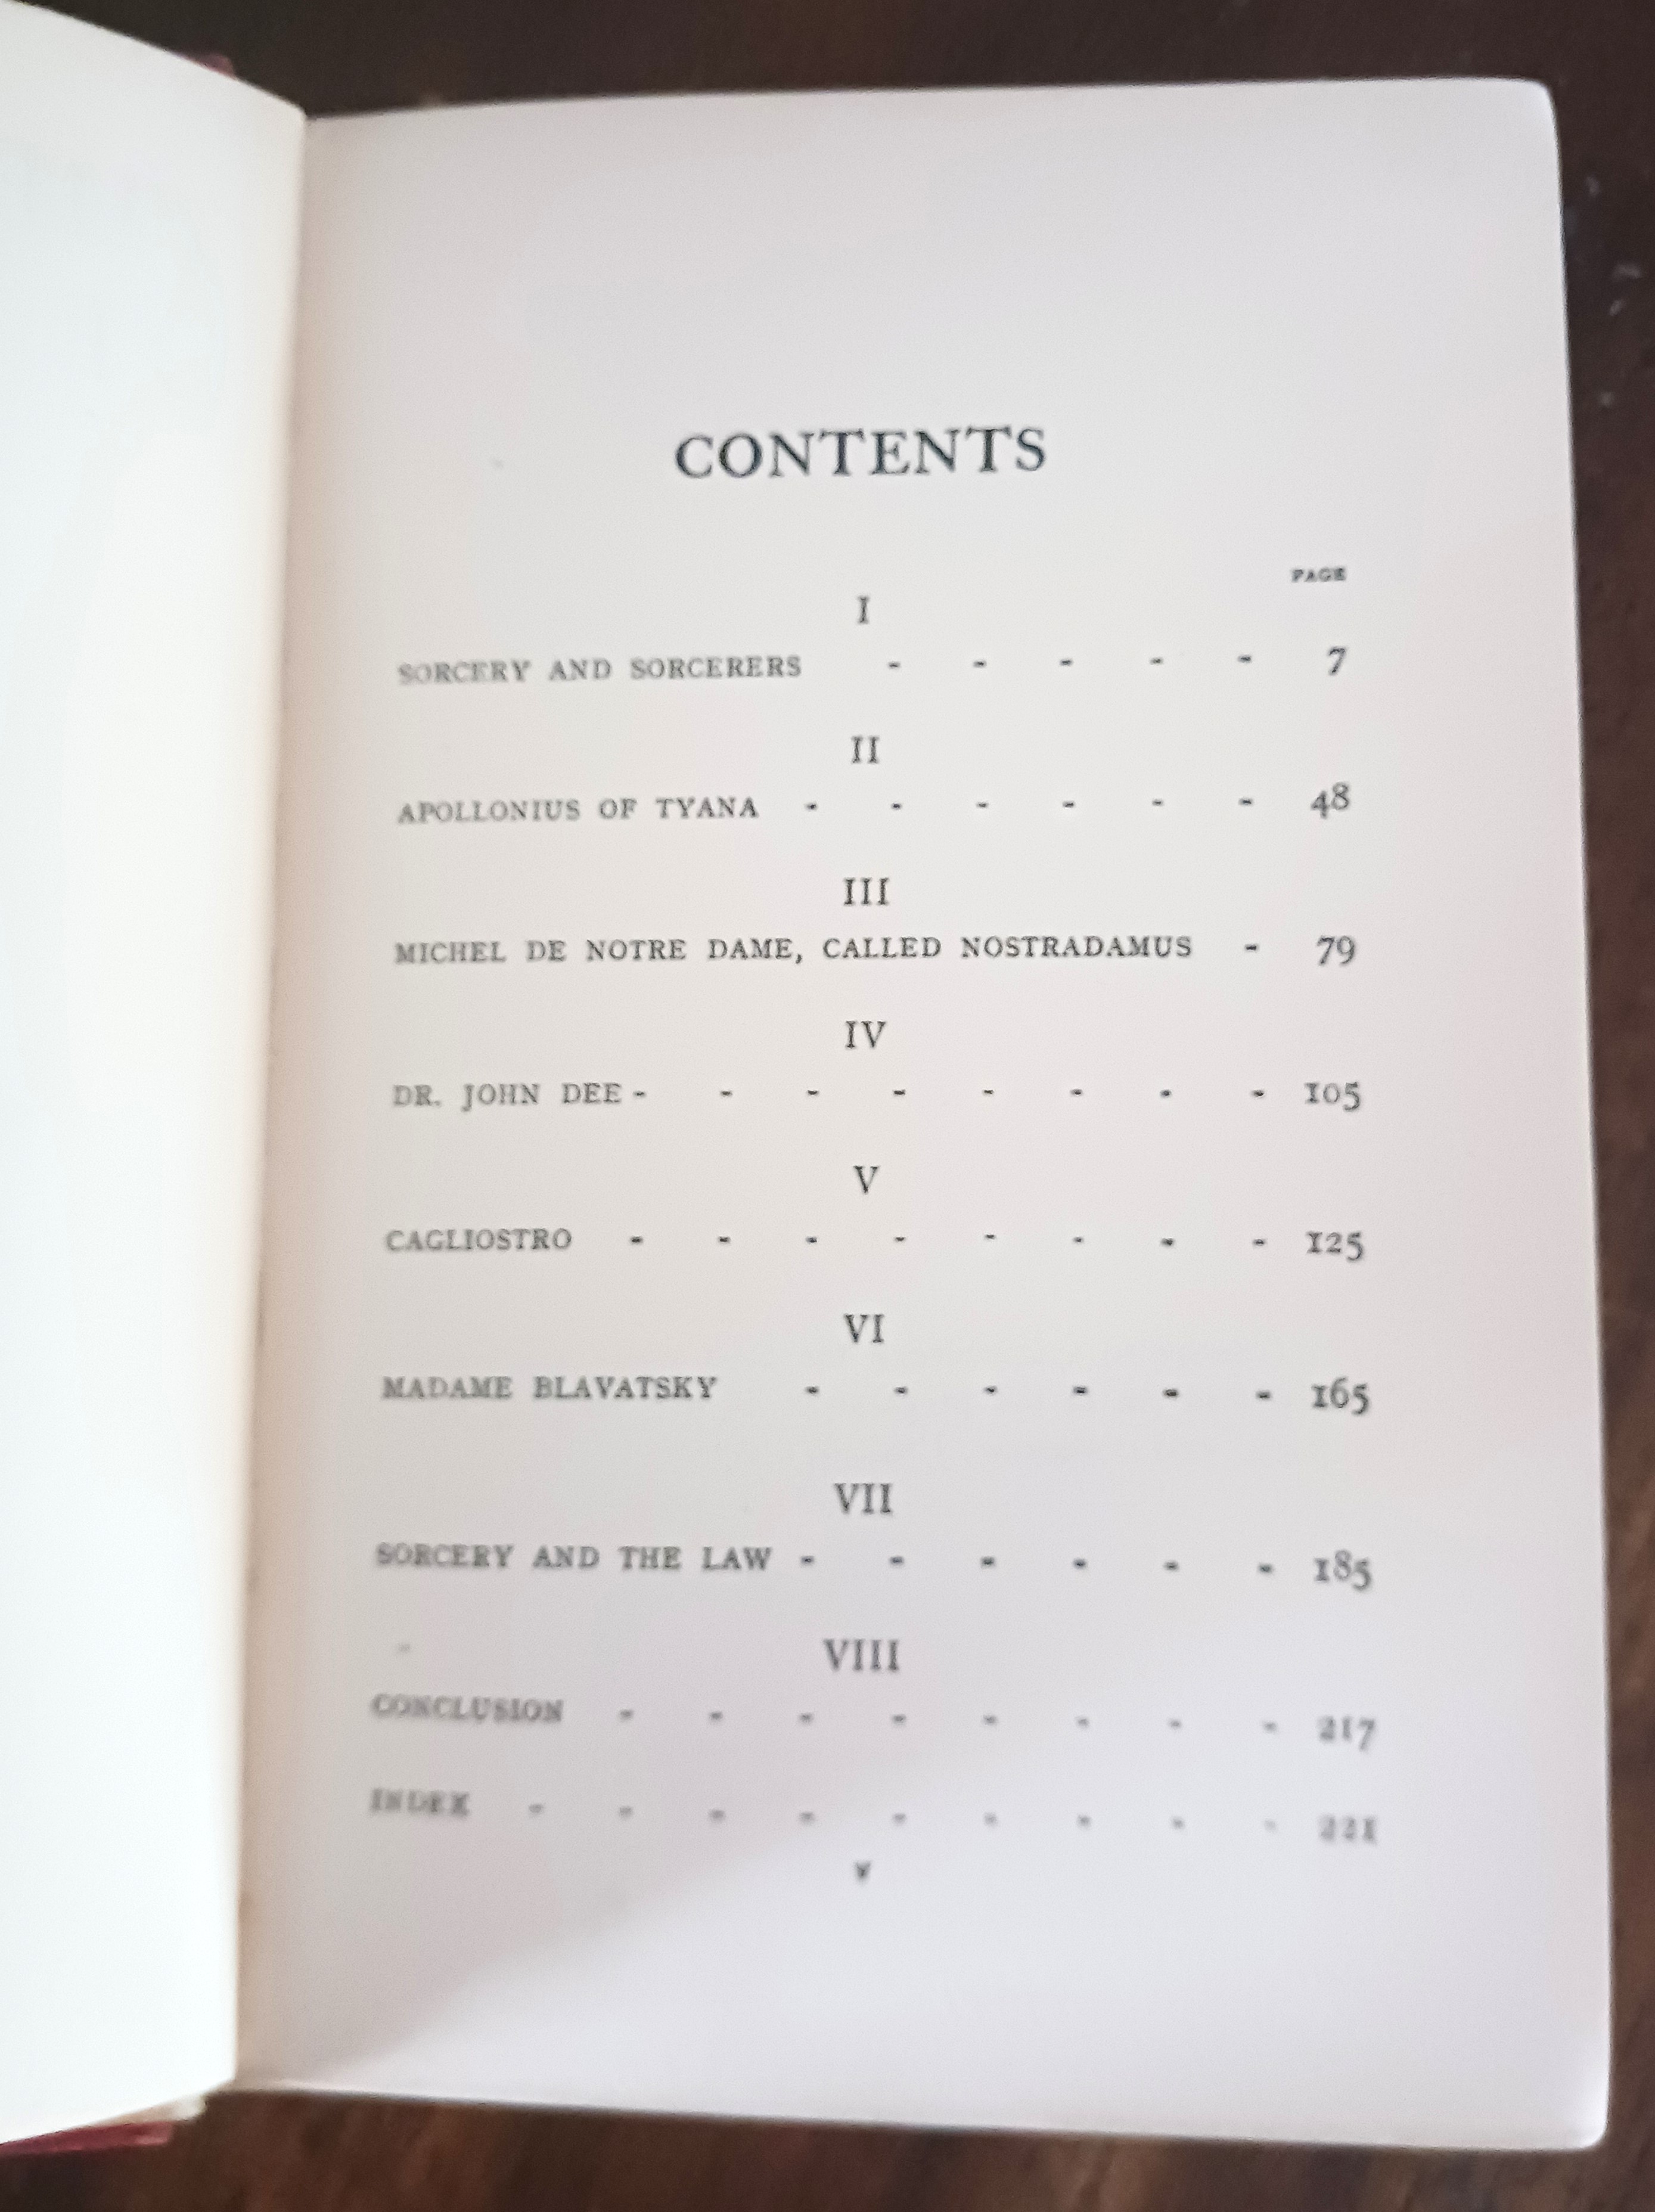 CONTENTS
PAGE
I
SORCERY AND SORCERERS - - - - - 7
II
APOLLONIUS OF TYANA - - - - - - 48
III
MICHEL DE NOTRE DAME, CALLED NOSTRADAMUS - 79
IV
DR. JOHN DEE - - - - - - - - 105
V
CAGLIOSTRO - - - - - - - - 125
VI
MADAME BLAVATSKY - - - - - - 165
VII
SORCERY AND THE LAW - - - - - - 185
VIII
CONCLUSION - - - - - - - - 217
INDEX - - - - - - - - - 221
v